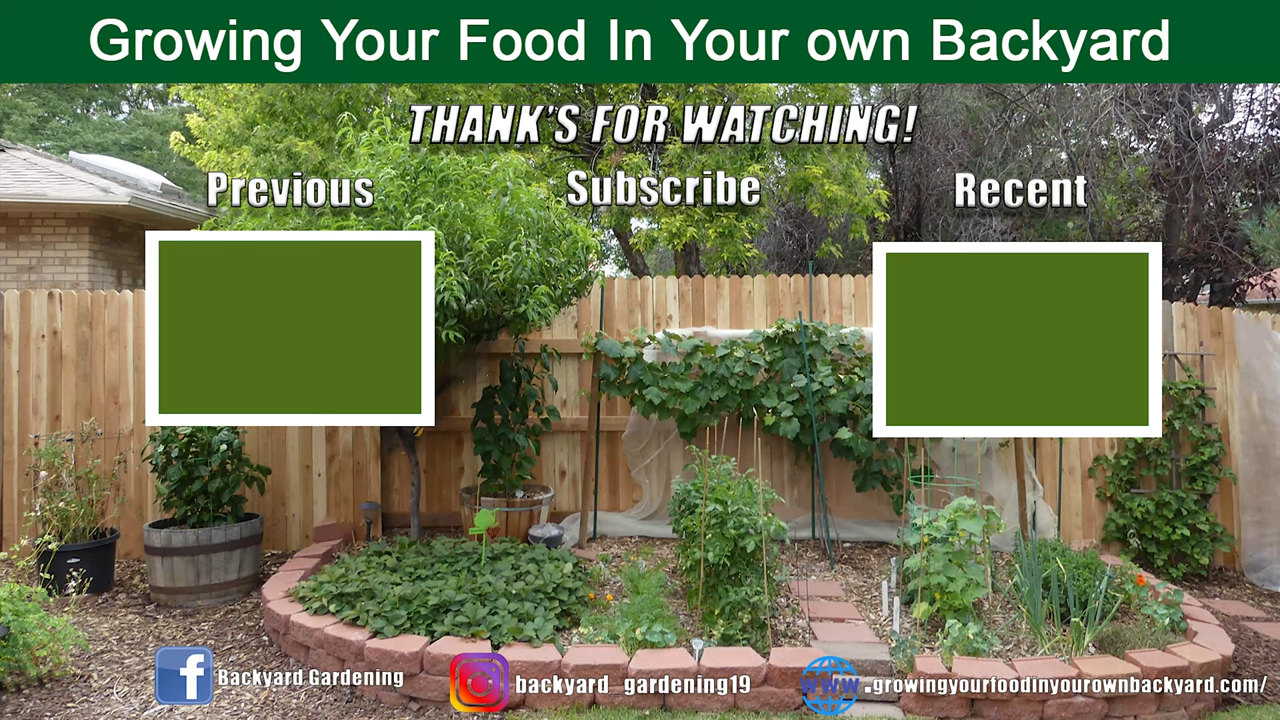 Growing Your Food In Your own Backyard
THANK'S FOR WATCHING!
Previous
Subscribe
Recent
Backyard Gardening
backyard gardening19
www.growingyourfoodinyourownbackyard.com/